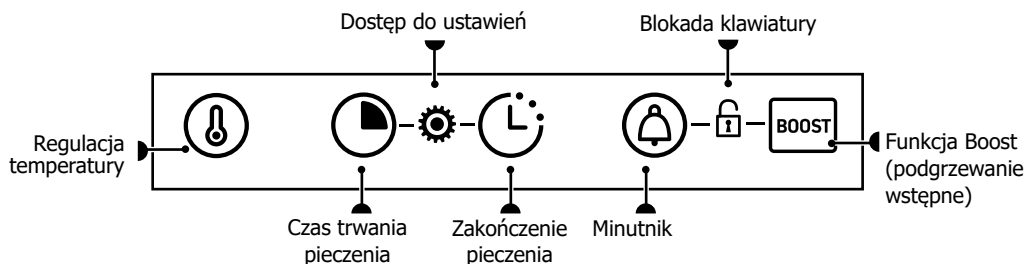 Dostęp do ustawień
Blokada klawiatury
Regulacja
temperatury
BOOST
Funkcja Boost
(podgrzewanie
wstępne)
Czas trwania
pieczenia
Zakończenie
pieczenia
Minutnik